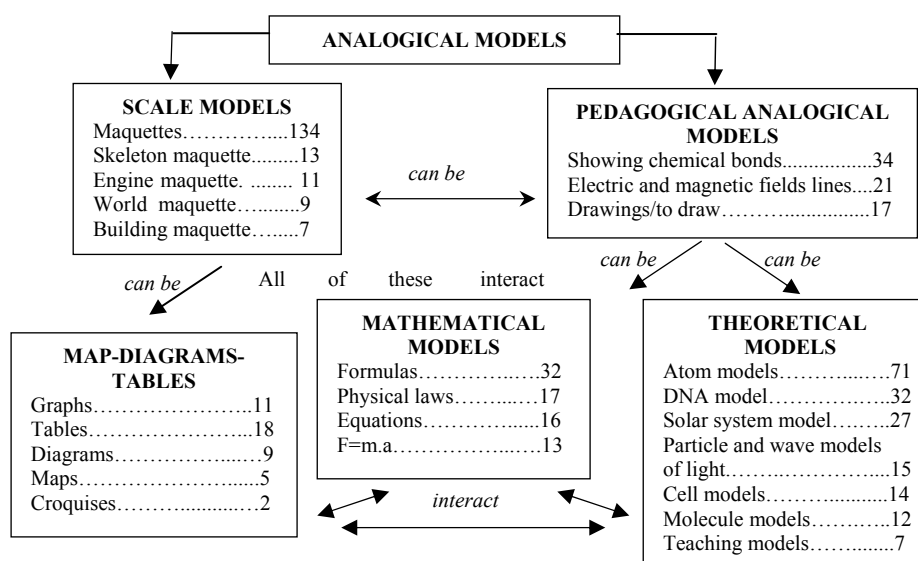 ANALOGICAL MODELS
SCALE MODELS
Maquettes…………....134
Skeleton maquette.........13
Engine maquette. ........ 11
World maquette….......9
Building maquette….....7
can be
PEDAGOGICAL ANALOGICAL
MODELS
Showing chemical bonds..................34
Electric and magnetic fields lines....21
Drawings/to draw………................17
can be
All of these interact
can be
can be
MAP-DIAGRAMS-
TABLES
Graphs…………………..11
Tables…………………...18
Diagrams……………...…9
Maps………………….…5
Croquises……...........….2
MATHEMATICAL
MODELS
Formulas…………..….32
Physical laws……...…17
Equations…………......16
F=m.a……………...….13
interact
THEORETICAL
MODELS
Atom models……...…..….71
DNA model……………....32
Solar system model….…...27
Particle and wave models
of light…………...……...15
Cell models…….............14
Molecule models…….…..12
Teaching models…….........7